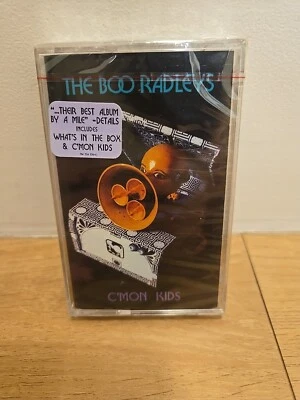 THE BOO RADLEYS
"...THEIR BEST ALBUM
BY A MILE" -DETAILS
INCLUDES
WHAT'S IN THE BOX
& C'MON KIDS
C'MON KIDS